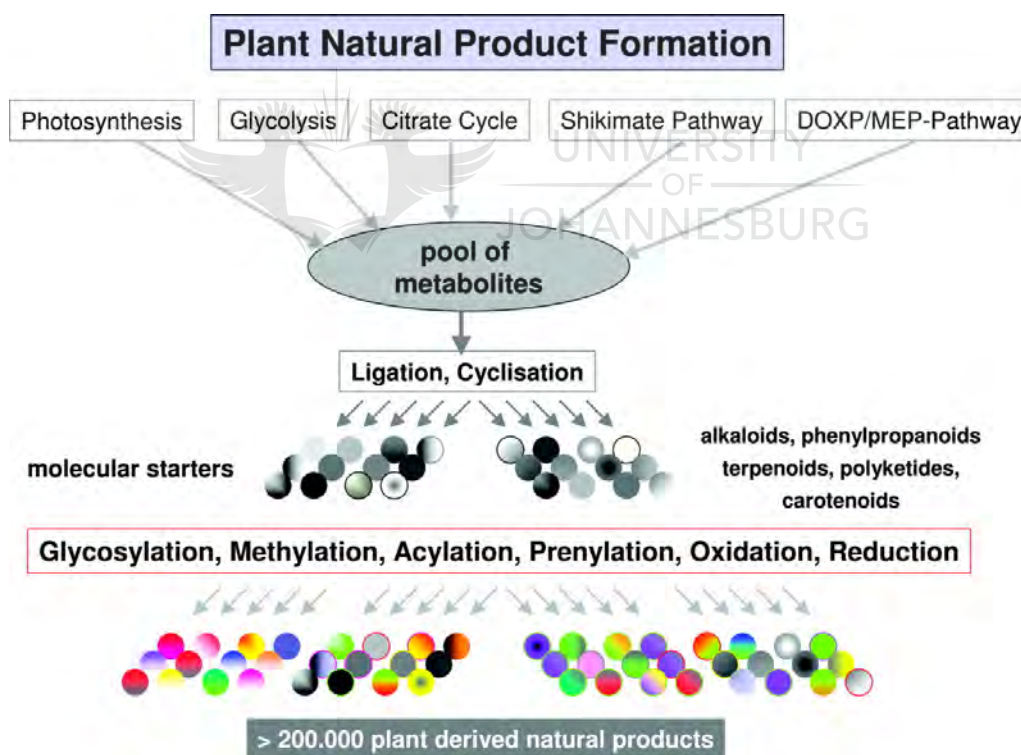 Plant Natural Product Formation
Photosynthesis
Glycolysis
Citrate Cycle
Shikimate Pathway
DOXP/MEP-Pathway
UNIVERSITY
OF
JOHANNESBURG
pool of
metabolites
Ligation, Cyclisation
molecular starters
alkaloids, phenylpropanoids
terpenoids, polyketides,
carotenoids
Glycosylation, Methylation, Acylation, Prenylation, Oxidation, Reduction
> 200.000 plant derived natural products